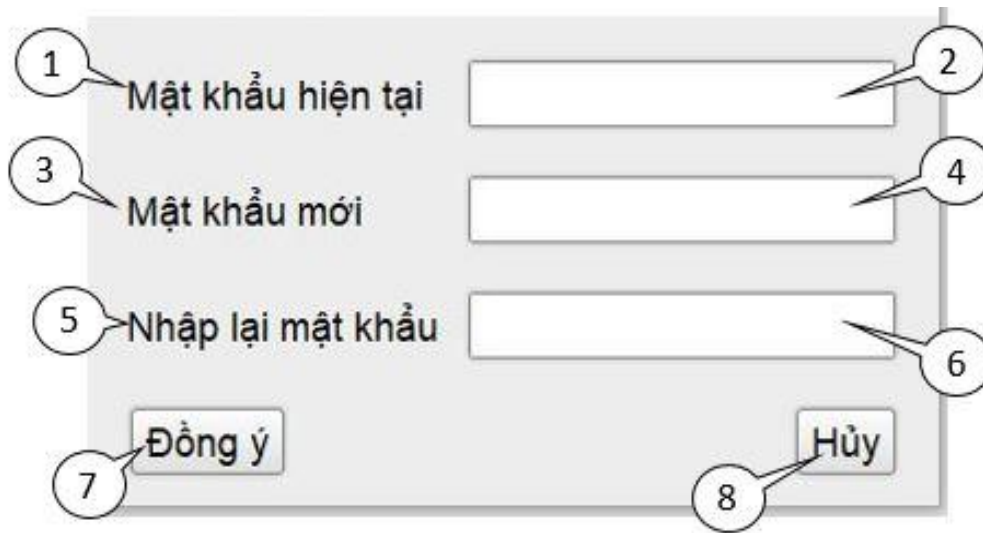 1 Mật khẩu hiện tại 2
3 Mật khẩu mới 4
5 Nhập lại mật khẩu 6
Đồng ý Hủy
7 8